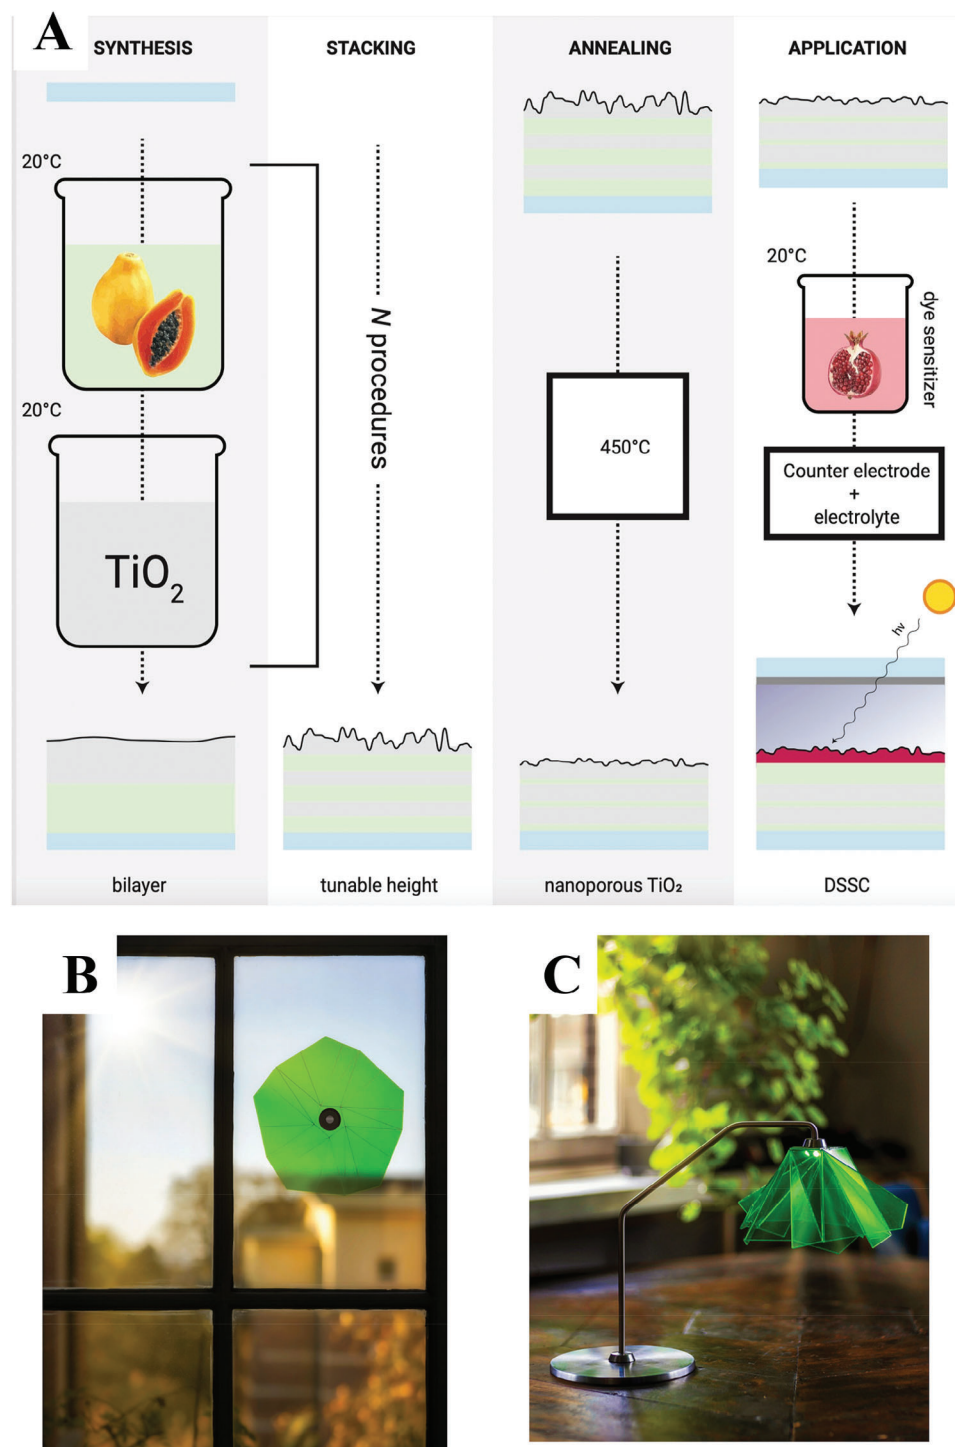 A
SYNTHESIS
STACKING
ANNEALING
APPLICATION
20°C
20°C
TiO₂
N procedures
450°C
20°C
dye sensitizer
Counter electrode
+
electrolyte
hν
bilayer
tunable height
nanoporous TiO₂
DSSC
B
C